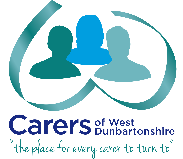 Carers of West
Dunbartonshire
"the place for every carer to turn to"